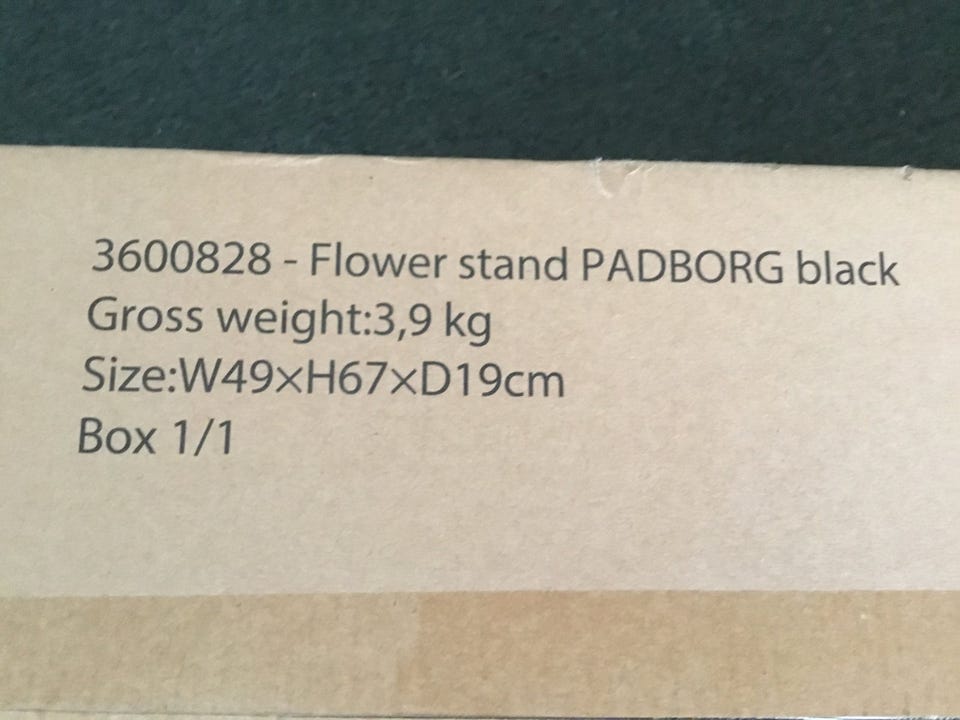 3600828 - Flower stand PADBORG black
Gross weight:3,9 kg
Size:W49×H67×D19cm
Box 1/1